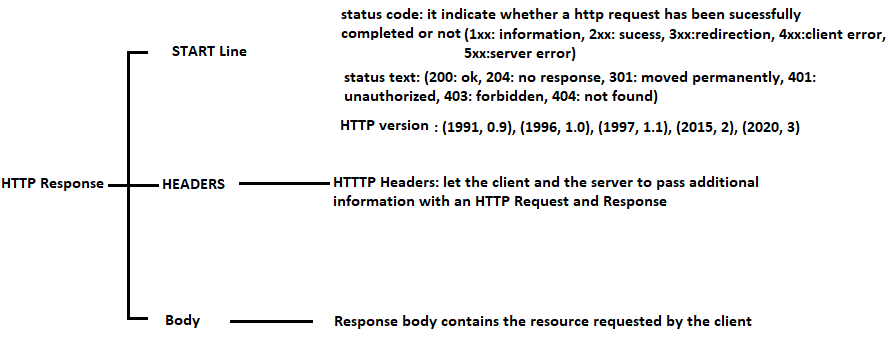 status code: it indicate whether a http request has been sucessfully
completed or not (1xx: information, 2xx: sucess, 3xx:redirection, 4xx:client error,
5xx:server error)
START Line
status text: (200: ok, 204: no response, 301: moved permanently, 401:
unauthorized, 403: forbidden, 404: not found)
HTTP version : (1991, 0.9), (1996, 1.0), (1997, 1.1), (2015, 2), (2020, 3)
HTTP Response
HEADERS
HTTTP Headers: let the client and the server to pass additional
information with an HTTP Request and Response
Body
Response body contains the resource requested by the client